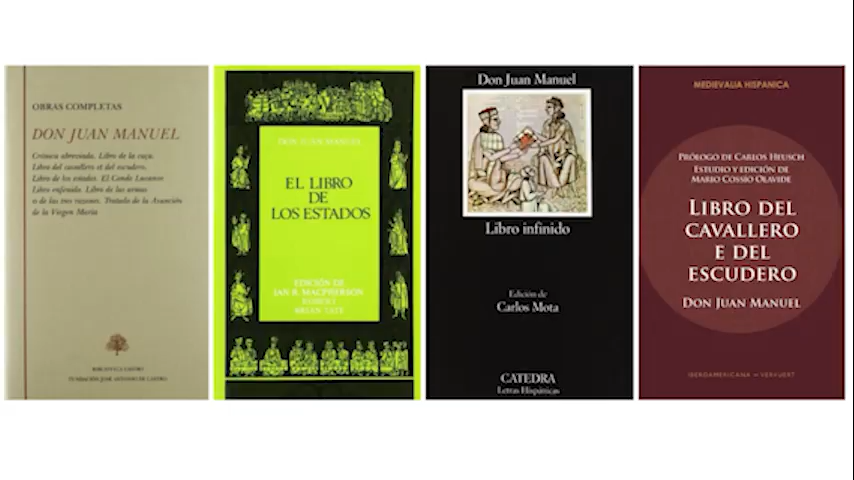 OBRAS COMPLETAS
DON JUAN MANUEL
Crónica abreviada. Libro de la caza.
Libro del cavallero et del escudero.
Libro de los estados. El Conde Lucanor
Libro enfenido. Libro de las armas
o de las tres razones. Tratado de la Asunción
de la Virgen María
BIBLIOTECA CASTRO
FUNDACIÓN JOSÉ ANTONIO DE CASTRO
DON JUAN MANUEL
EL LIBRO
DE
LOS ESTADOS
EDICIÓN DE
IAN R. MACPHERSON
ROBERT
BRIAN TATE
Don Juan Manuel
Libro infinido
Edición de
Carlos Mota
CATEDRA
Letras Hispánicas
MEDIEVALIA HISPANICA
PRÓLOGO DE CARLOS HEUSCH
ESTUDIO Y EDICIÓN DE
MARIO COSSÍO OLAVIDE
LIBRO DEL
CAVALLERO
E DEL
ESCUDERO
DON JUAN MANUEL
IBEROAMERICANA - VERVUERT